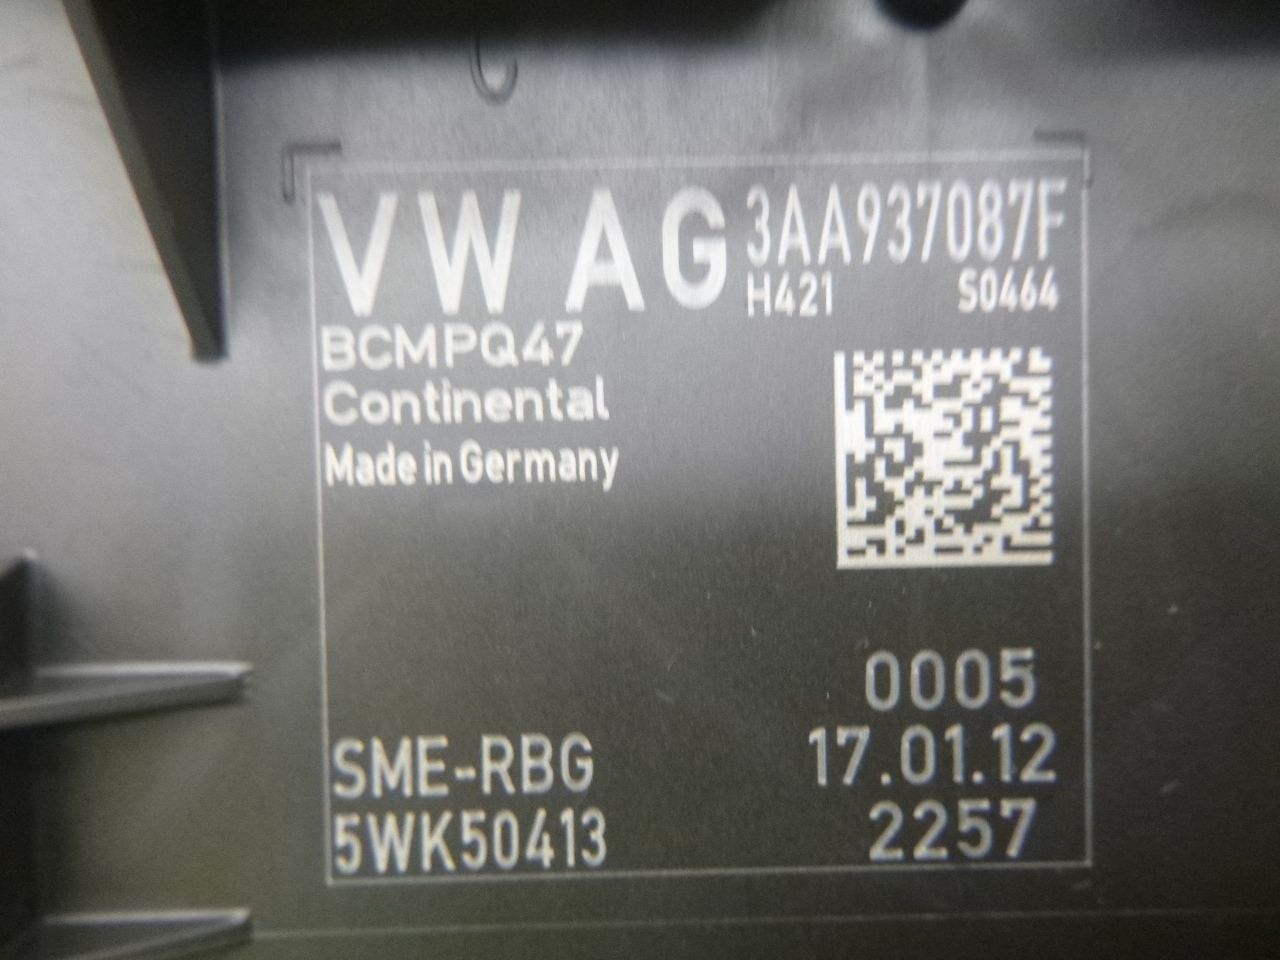 VW AG 3AA937087F
H421 S0464
BCMPQ47
Continental
Made in Germany
0005
SME-RBG 17.01.12
5WK50413 2257